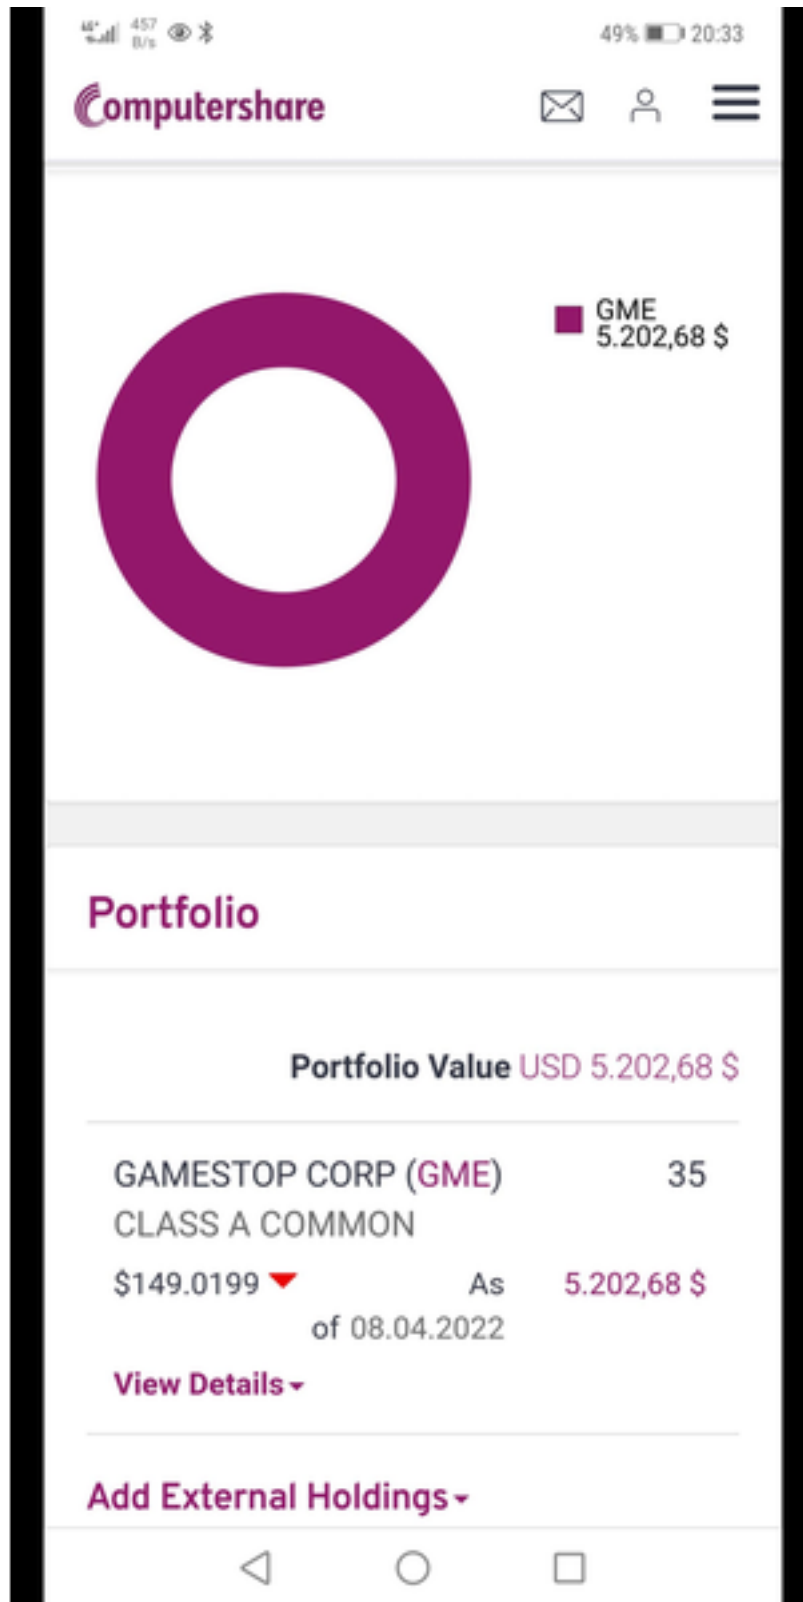 457
B/s
49% 20:33
Computershare
GME
5.202,68 $
Portfolio
Portfolio Value USD 5.202,68 $
GAMESTOP CORP (GME) 35
CLASS A COMMON
$149.0199 As 5.202,68 $
of 08.04.2022
View Details
Add External Holdings